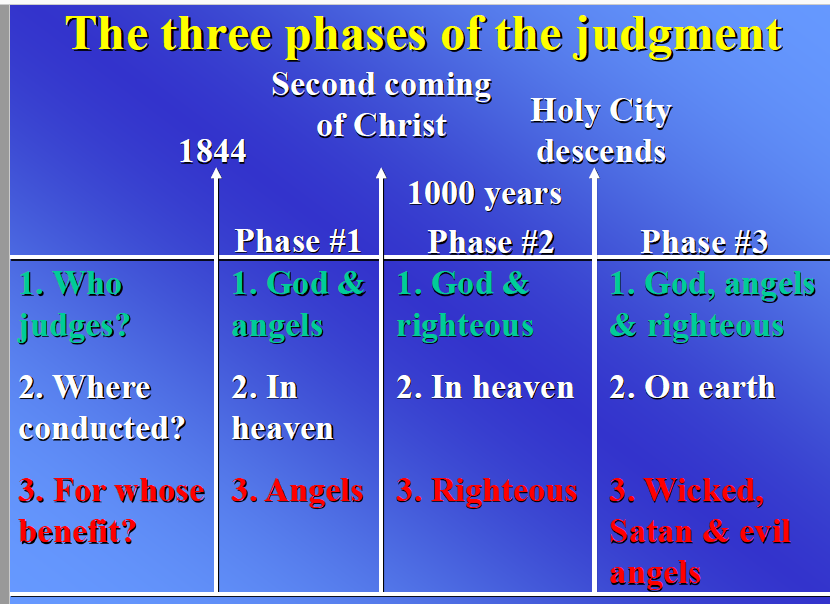 The three phases of the judgment
Second coming
of Christ
Holy City
descends
1844
1000 years
Phase #1
Phase #2
Phase #3
1. Who
judges?
1. God &
angels
1. God &
righteous
1. God, angels
& righteous
2. Where
conducted?
2. In
heaven
2. In heaven
2. On earth
3. For whose
benefit?
3. Angels
3. Righteous
3. Wicked,
Satan & evil
angels